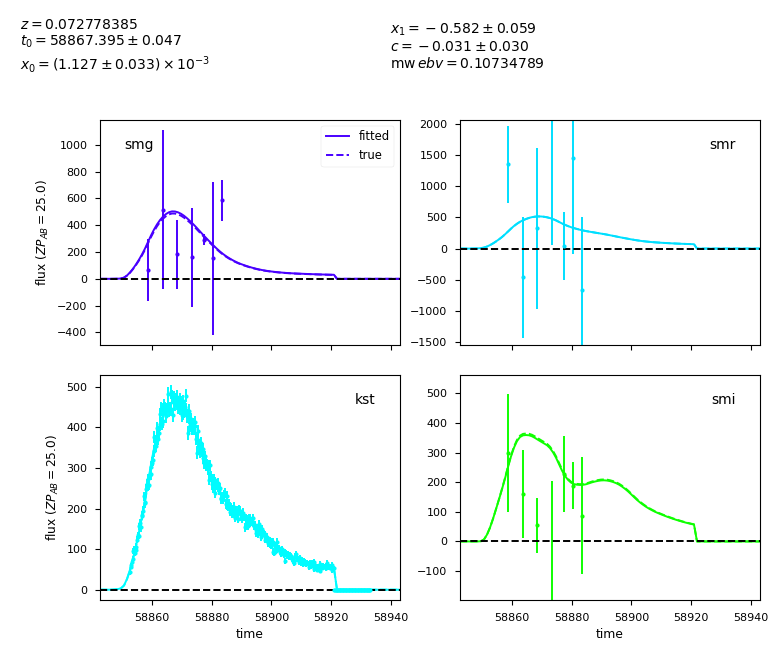 z = 0.072778385
t₀ = 58867.395 ± 0.047
x₀ = (1.127 ± 0.033) × 10⁻³
x₁ = −0.582 ± 0.059
c = −0.031 ± 0.030
mw ebv = 0.10734789
smg
fitted
true
1000
800
600
400
200
0
−200
−400
flux (ZP_AB = 25.0)
smr
2000
1500
1000
500
0
−500
−1000
−1500
kst
500
400
300
200
100
0
flux (ZP_AB = 25.0)
58860 58880 58900 58920 58940
time
smi
500
400
300
200
100
0
−100
58860 58880 58900 58920 58940
time